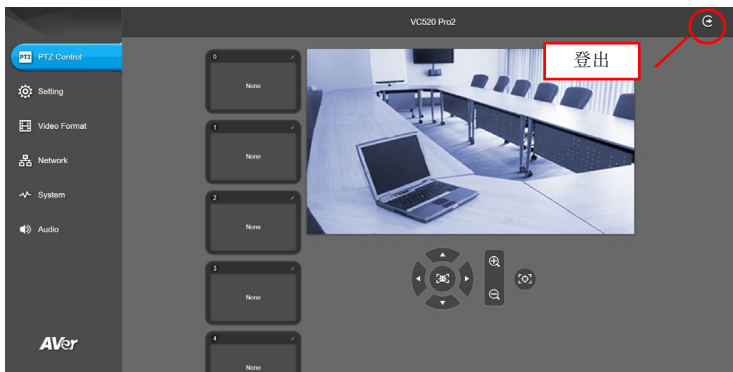 VC520 Pro2
登出
PTZ PTZ Control
Setting
Video Format
Network
System
Audio
AVer
0
None
1
None
2
None
3
None
4
None